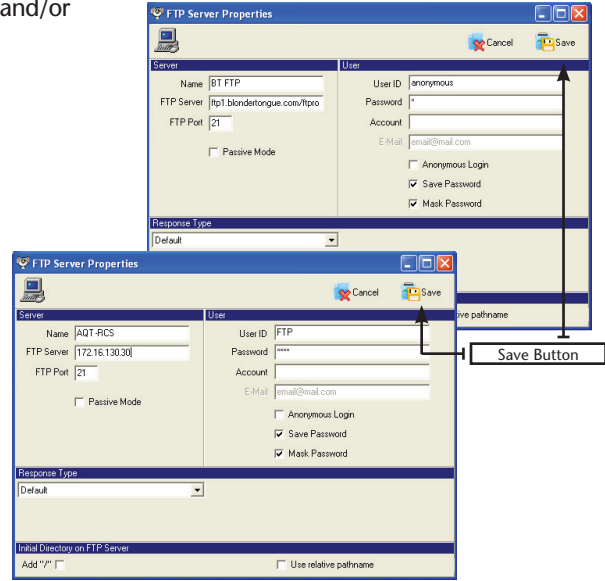 and/or
FTP Server Properties
Cancel Save
Server User
Name BT FTP User ID anonymous
FTP Server ftp1.blondertongue.com/ftpro Password *
FTP Port 21 Account
E-Mail email@mail.com
Passive Mode Anonymous Login
Save Password
Mask Password
Response Type
Default
pathname
FTP Server Properties
Cancel Save
Server User
Name AQT-RCS User ID FTP
FTP Server 172.16.130.30 Password ****
FTP Port 21 Account
E-Mail email@mail.com
Passive Mode Anonymous Login
Save Password
Mask Password
Response Type
Default
Initial Directory on FTP Server
Add "/" Use relative pathname
Save Button